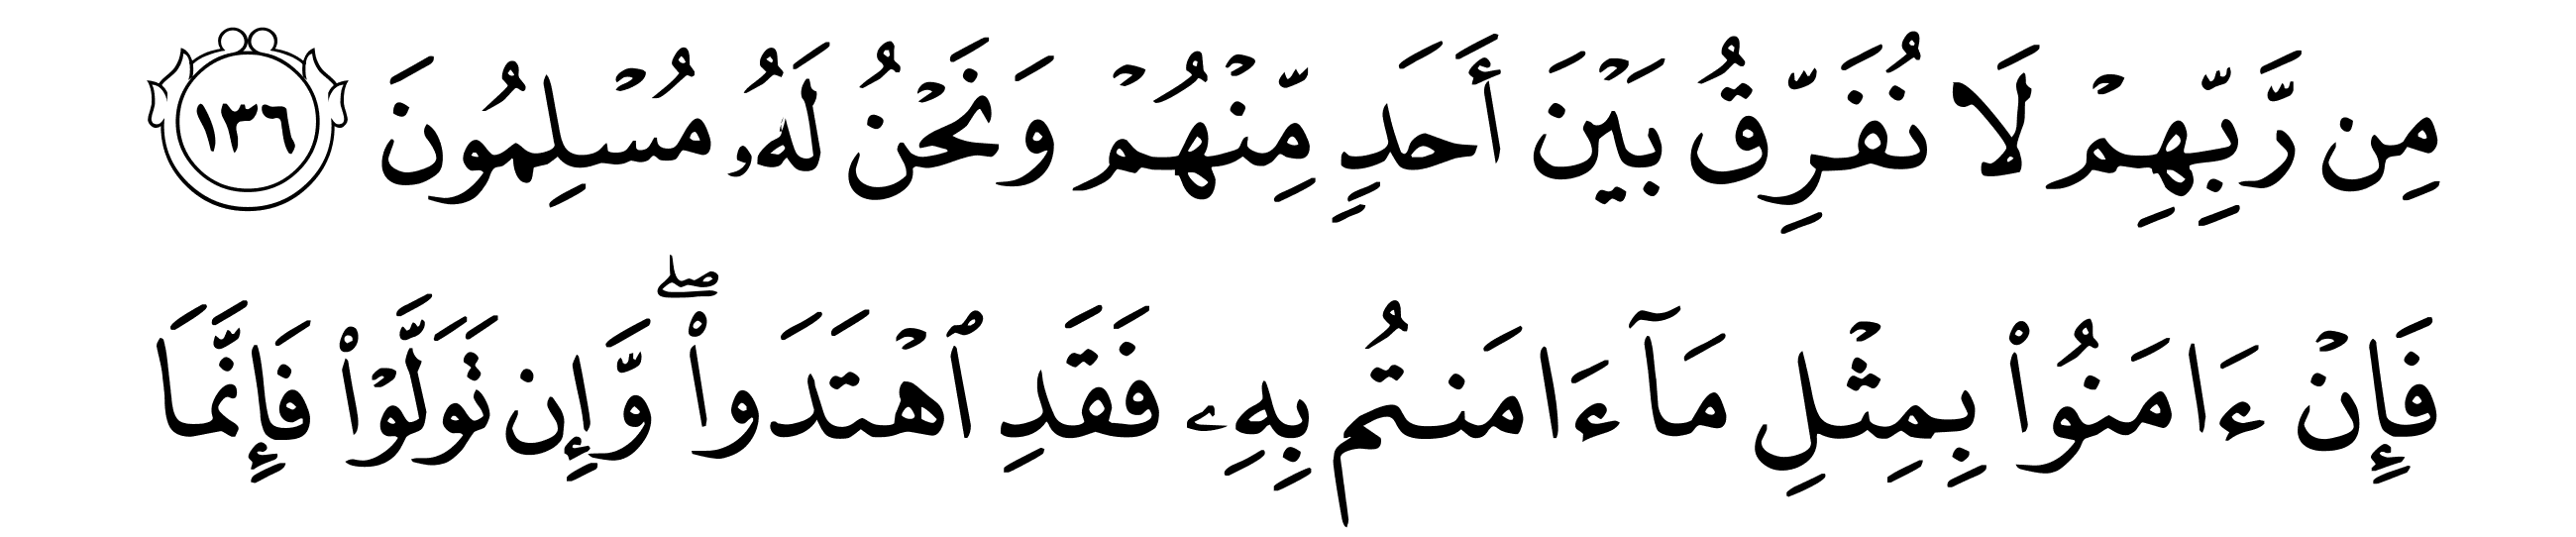 مِن رَّبِّهِمۡ لَا نُفَرِّقُ بَيۡنَ أَحَدٖ مِّنۡهُمۡ وَنَحۡنُ لَهُۥ مُسۡلِمُونَ ١٣٦
فَإِنۡ ءَامَنُواْ بِمِثۡلِ مَآ ءَامَنتُم بِهِۦ فَقَدِ ٱهۡتَدَواْۖ وَّإِن تَوَلَّوۡاْ فَإِنَّمَا